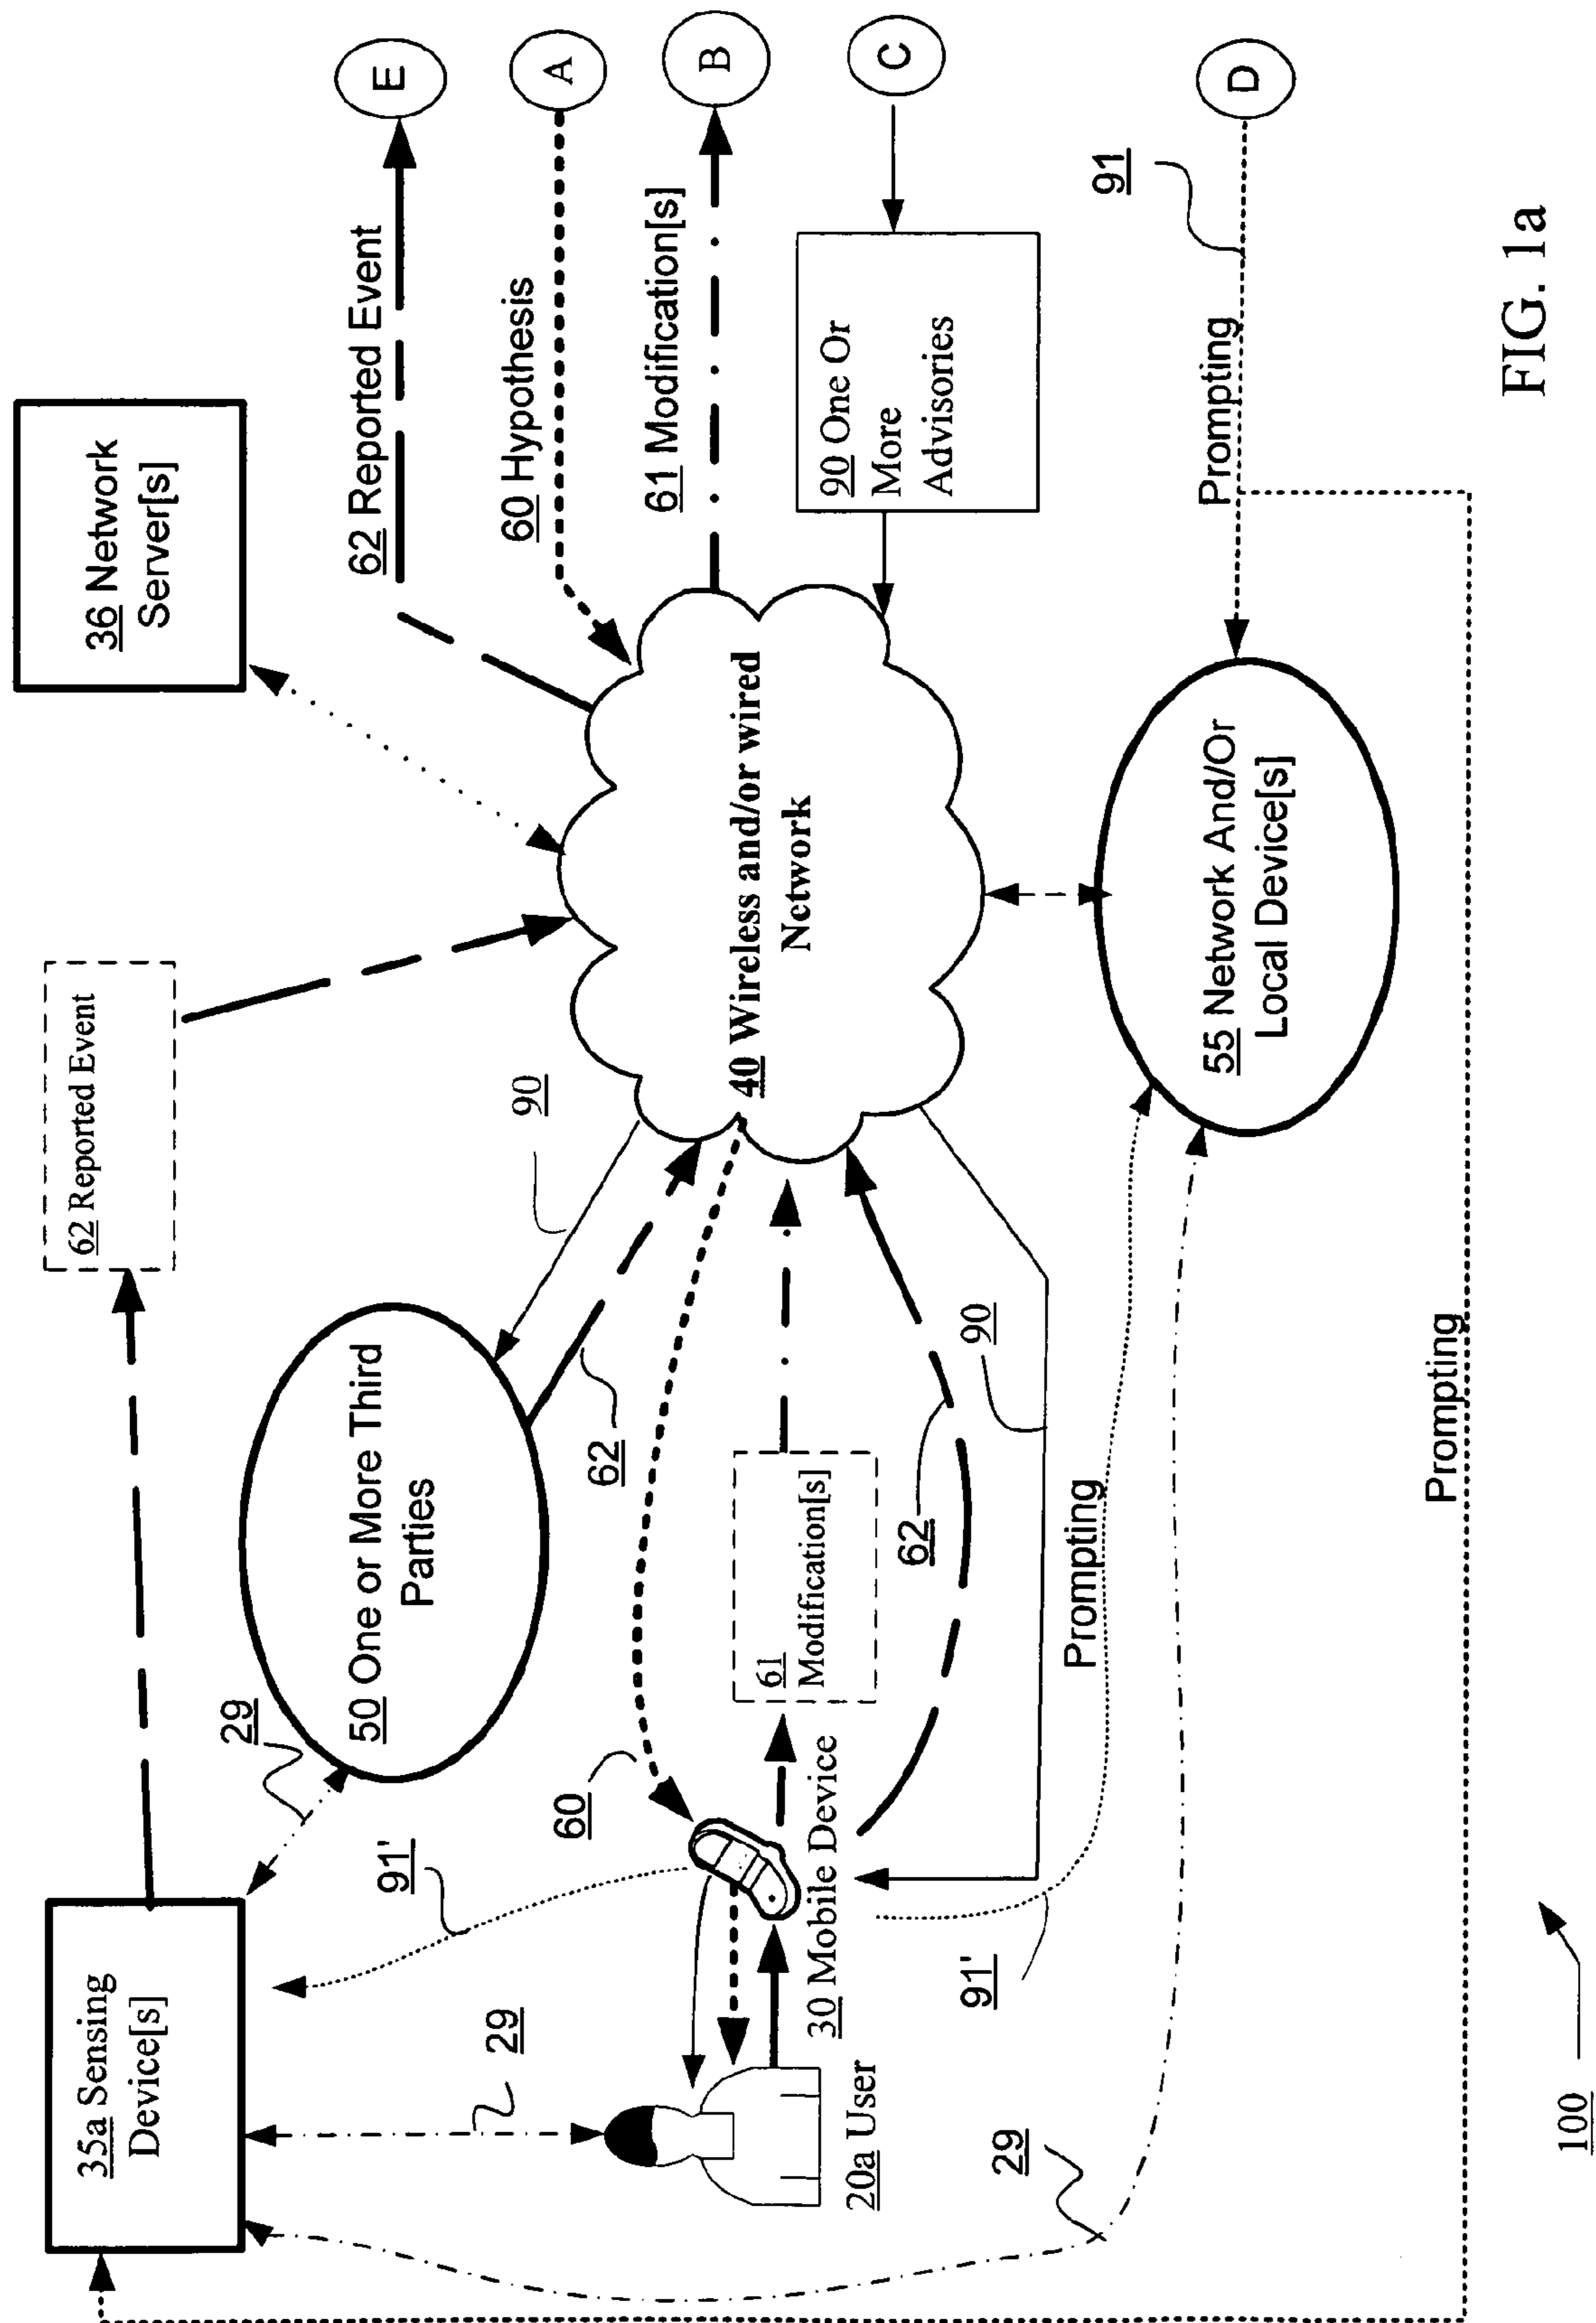 35a Sensing
Device[s]
62 Reported Event
36 Network
Server[s]
29
50 One or More Third
Parties
90
62 Reported Event
E
91'
62
60 Hypothesis
A
29
60
61 Modification[s]
B
20a User
30 Mobile Device
61
Modification[s]
40 Wireless and/or wired
Network
90 One Or
More
Advisories
C
62
90
29
91'
Prompting
55 Network And/Or
Local Device[s]
Prompting
91
D
Prompting
100
FIG. 1a